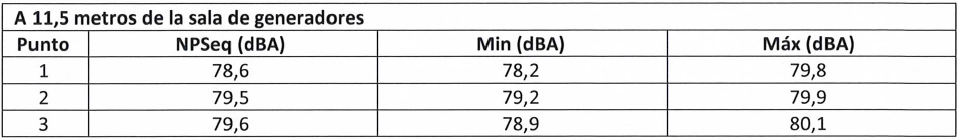 A 11,5 metros de la sala de generadores
Punto NPSeq (dBA) Min (dBA) Máx (dBA)
1 78,6 78,2 79,8
2 79,5 79,2 79,9
3 79,6 78,9 80,1